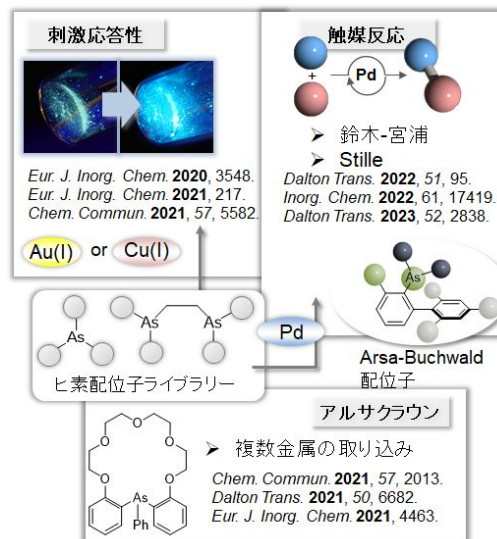 刺激応答性
Eur. J. Inorg. Chem. 2020, 3548.
Eur. J. Inorg. Chem. 2021, 217.
Chem. Commun. 2021, 57, 5582.
Au(I) or Cu(I)
触媒反応
+
Pd
➢ 鈴木-宮浦
➢ Stille
Dalton Trans. 2022, 51, 95.
Inorg. Chem. 2022, 61, 17419.
Dalton Trans. 2023, 52, 2838.
As
As
As
ヒ素配位子ライブラリー
Pd
As
Arsa-Buchwald
配位子
アルサクラウン
➢ 複数金属の取り込み
Chem. Commun. 2021, 57, 2013.
Dalton Trans. 2021, 50, 6682.
Eur. J. Inorg. Chem. 2021, 4463.
O
O
O
O
O
As
Ph